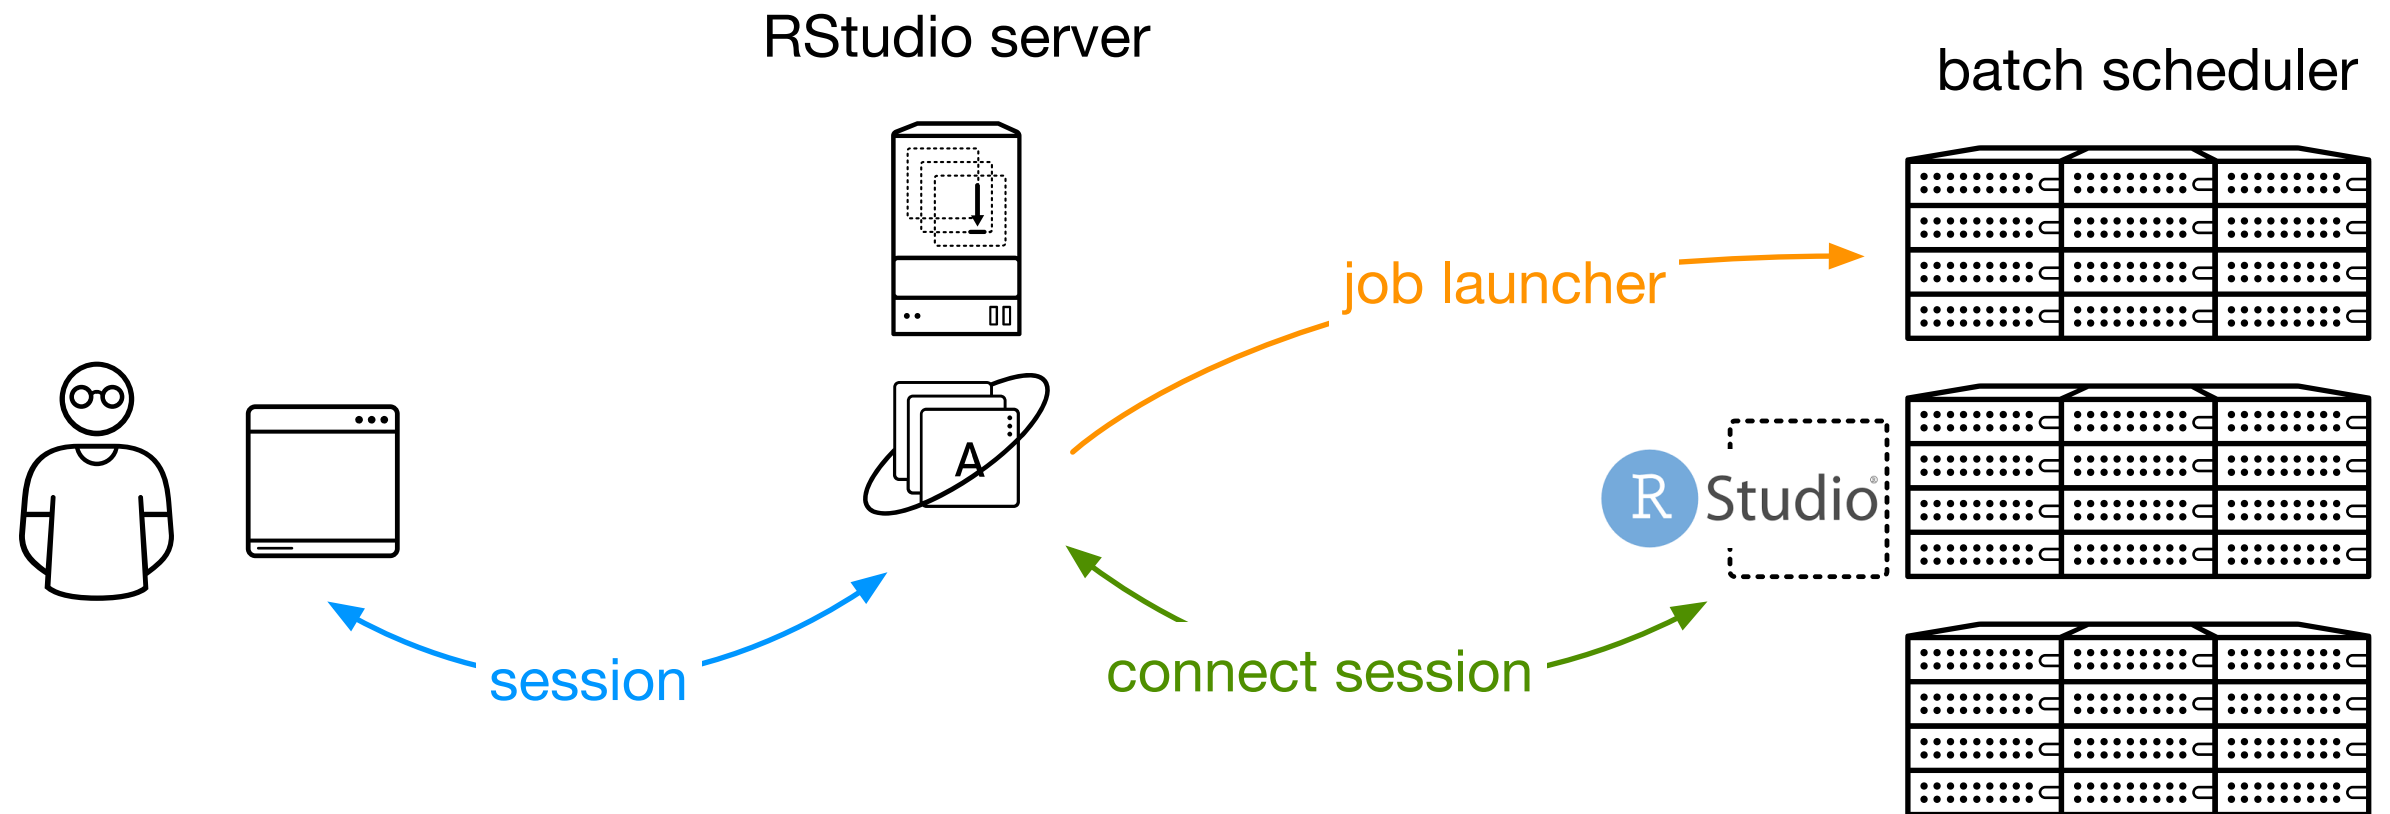 RStudio server
batch scheduler
job launcher
A
R Studio®
session
connect session